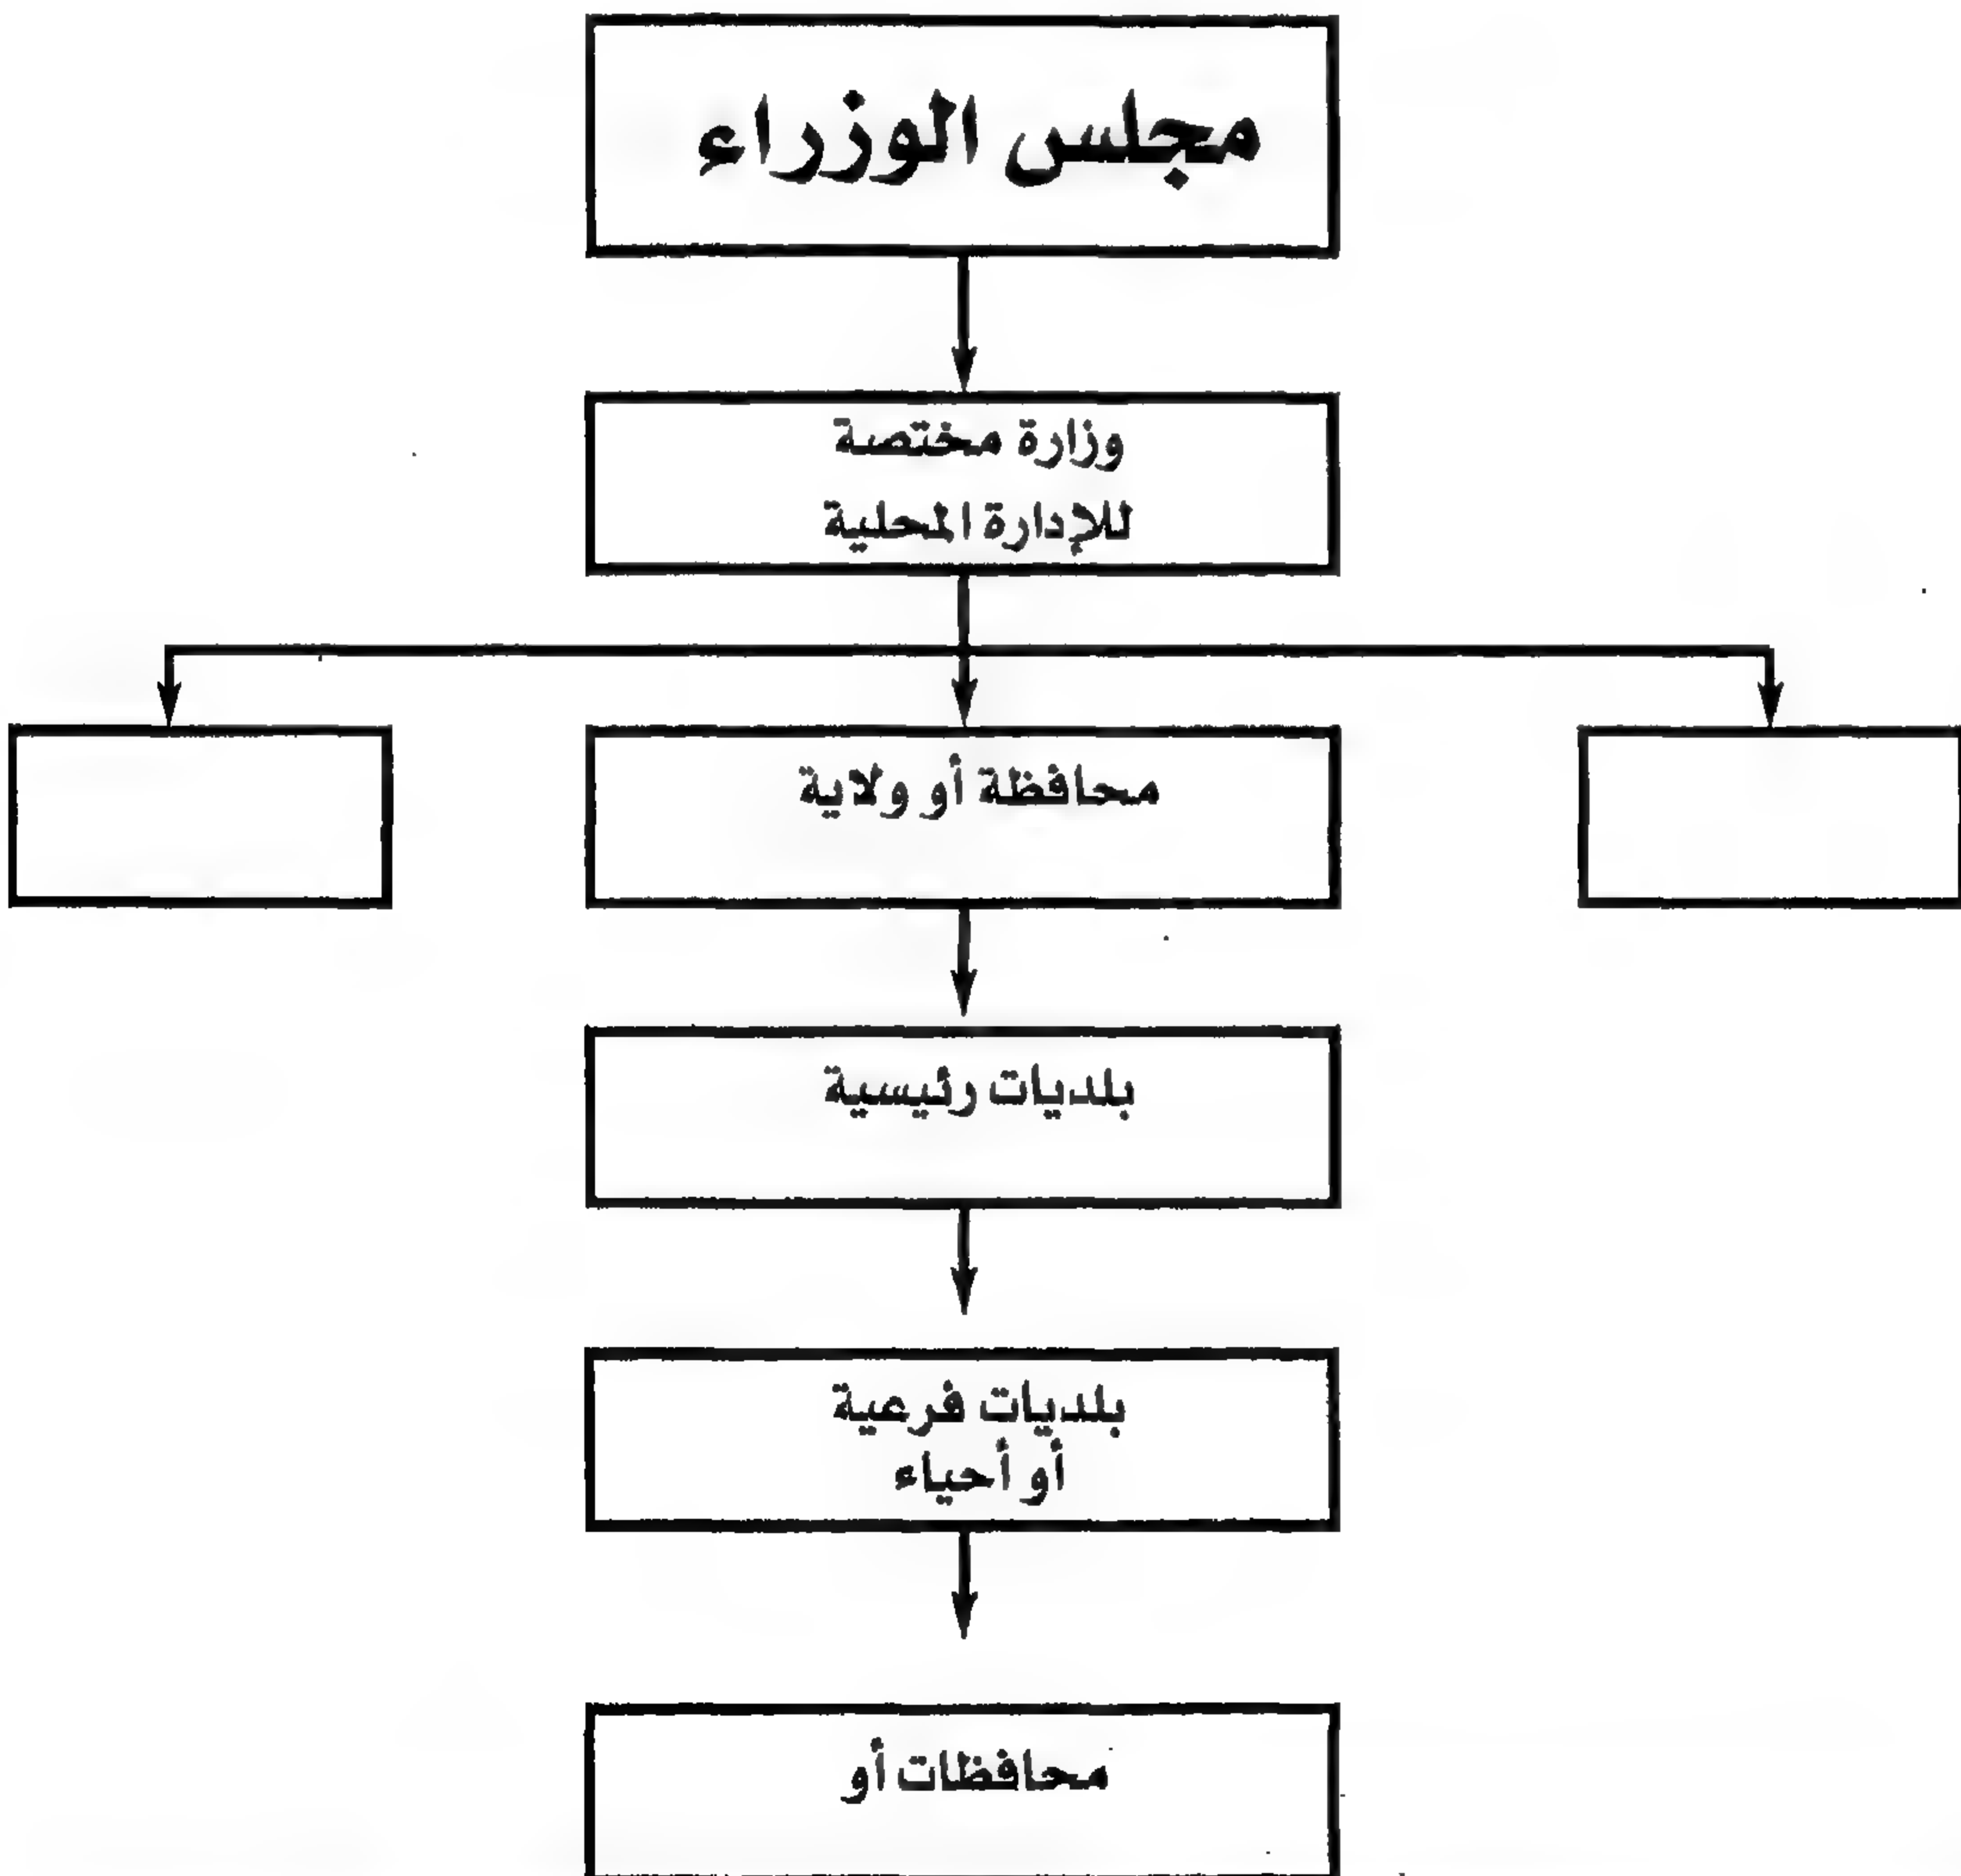 مجلس الوزراء
وزارة مختصة
للإدارة المحلية
محافظة أو ولاية
بلديات رئيسية
بلديات فرعية
أو أحياء
محافظات أو